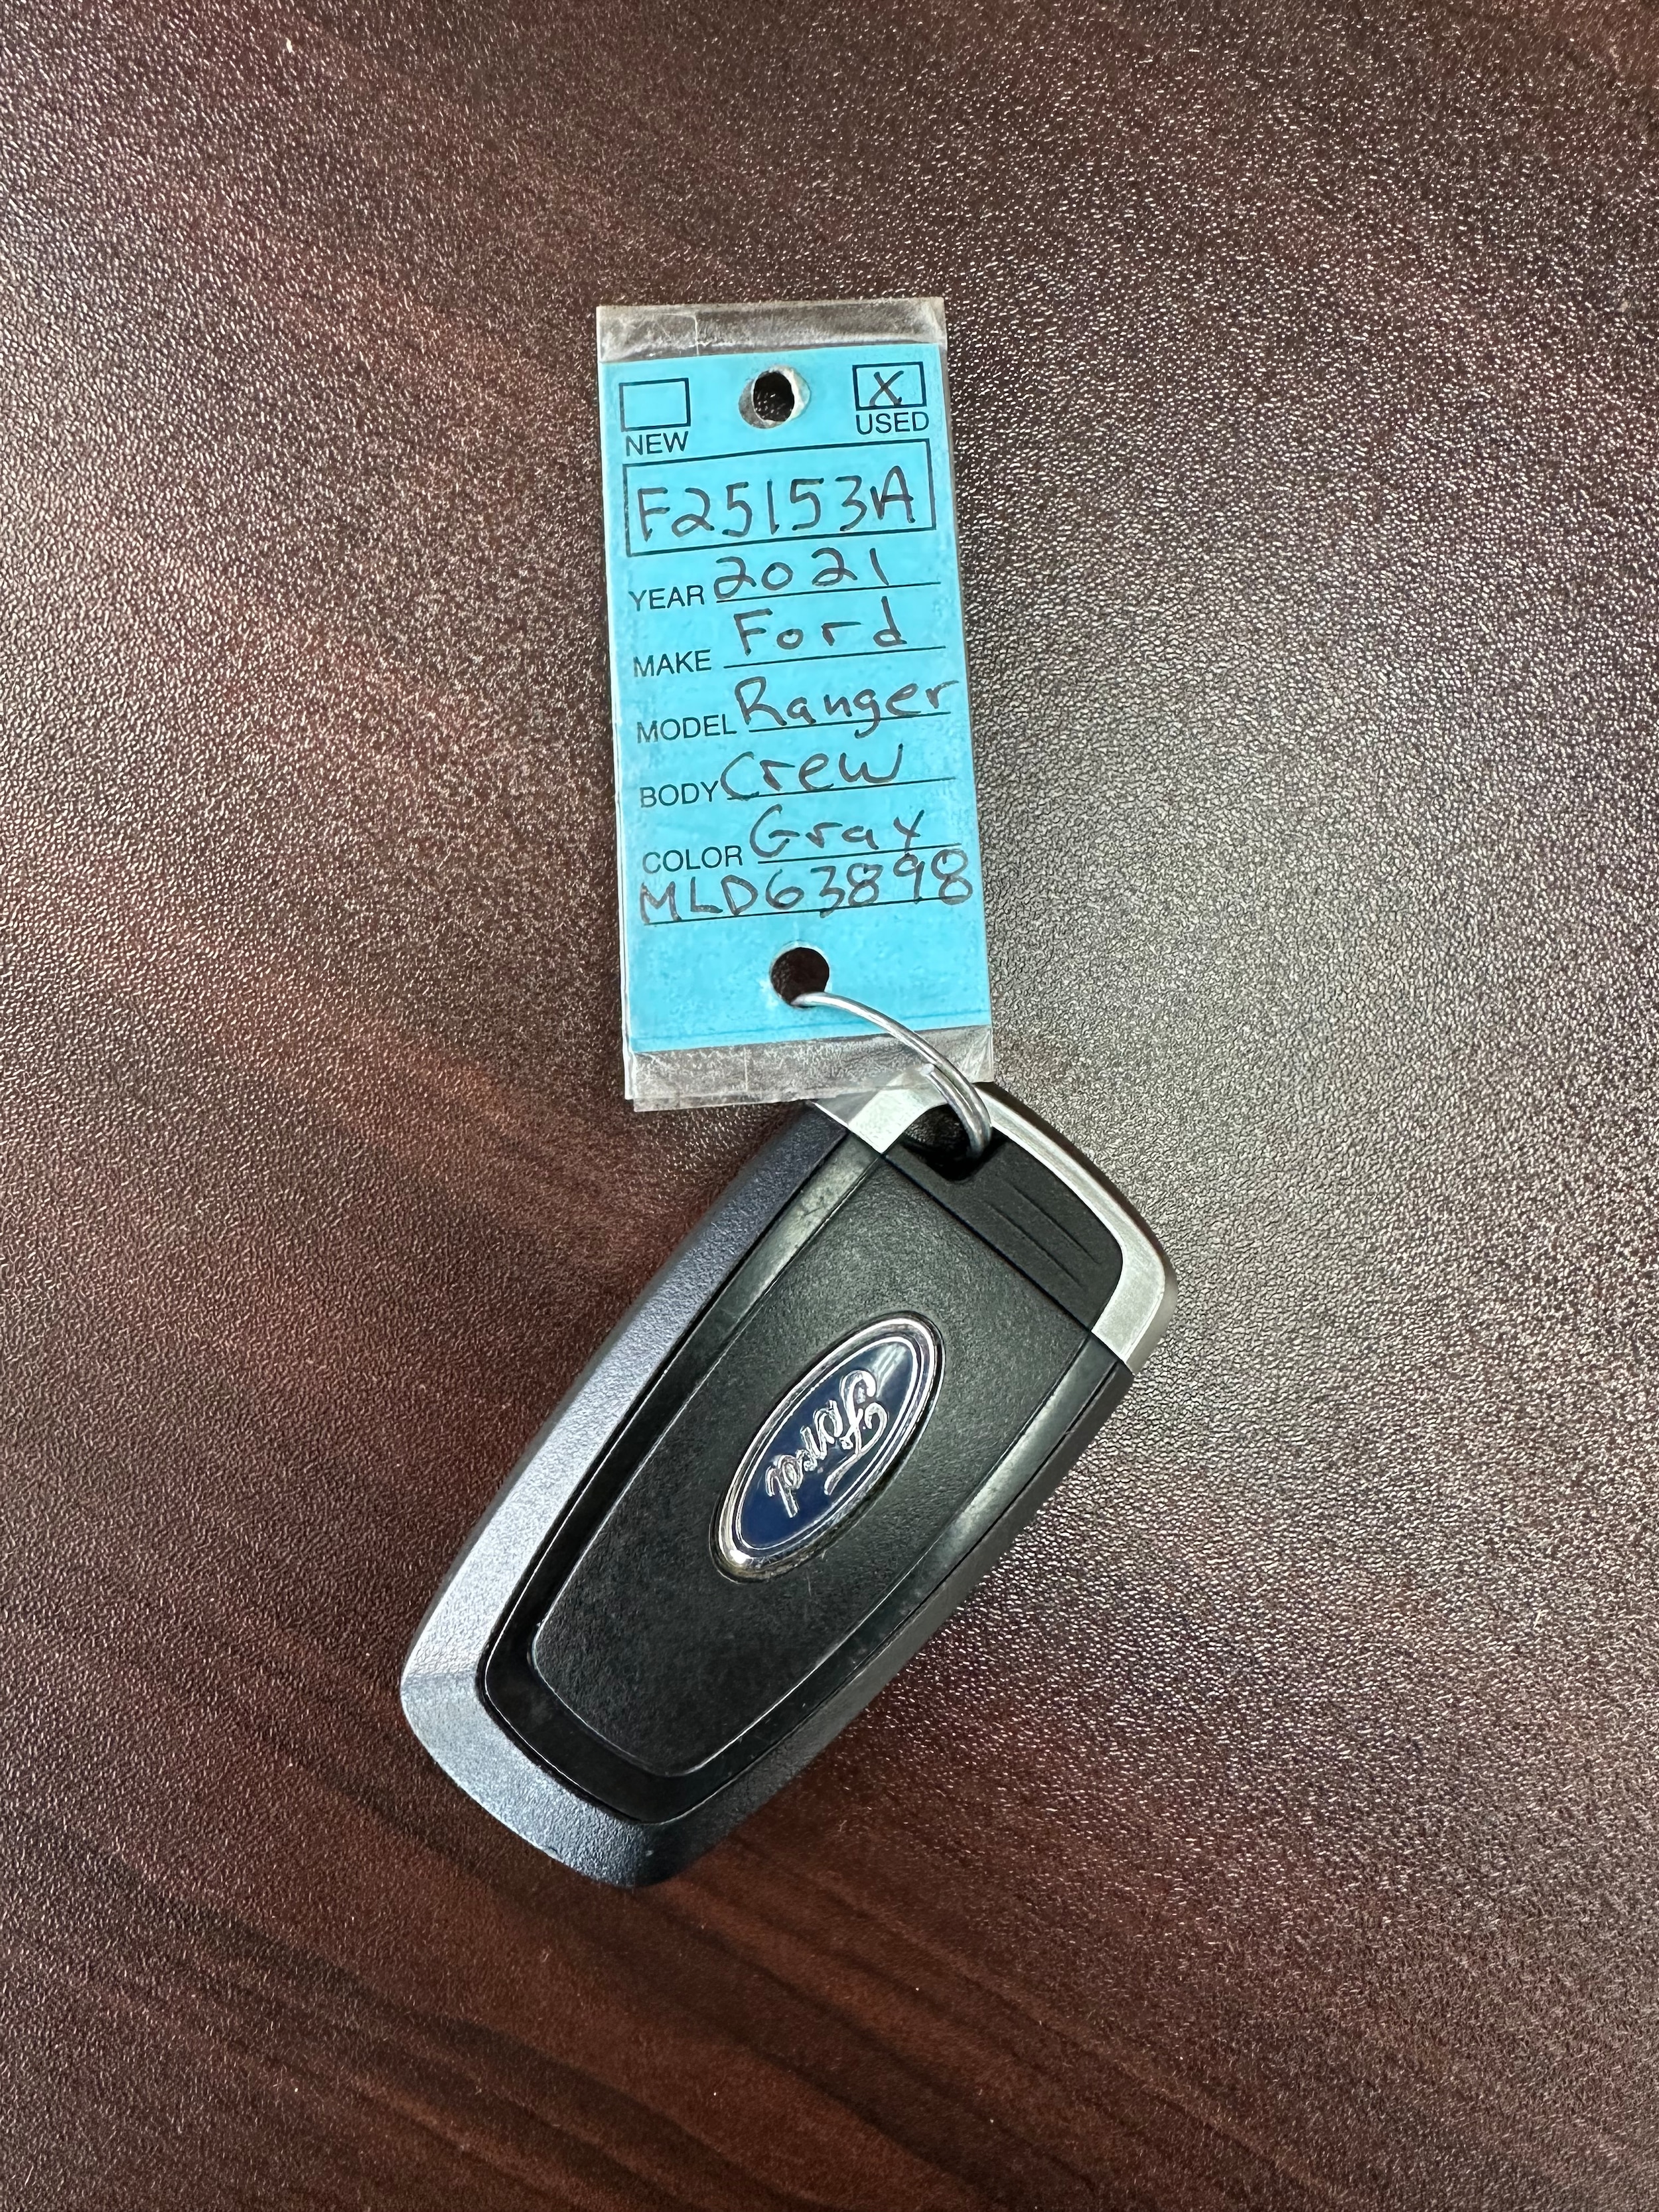 X
NEW USED
F25153A
YEAR 2021
MAKE Ford
MODEL Ranger
BODY Crew
COLOR Gray
MLD63898
Ford